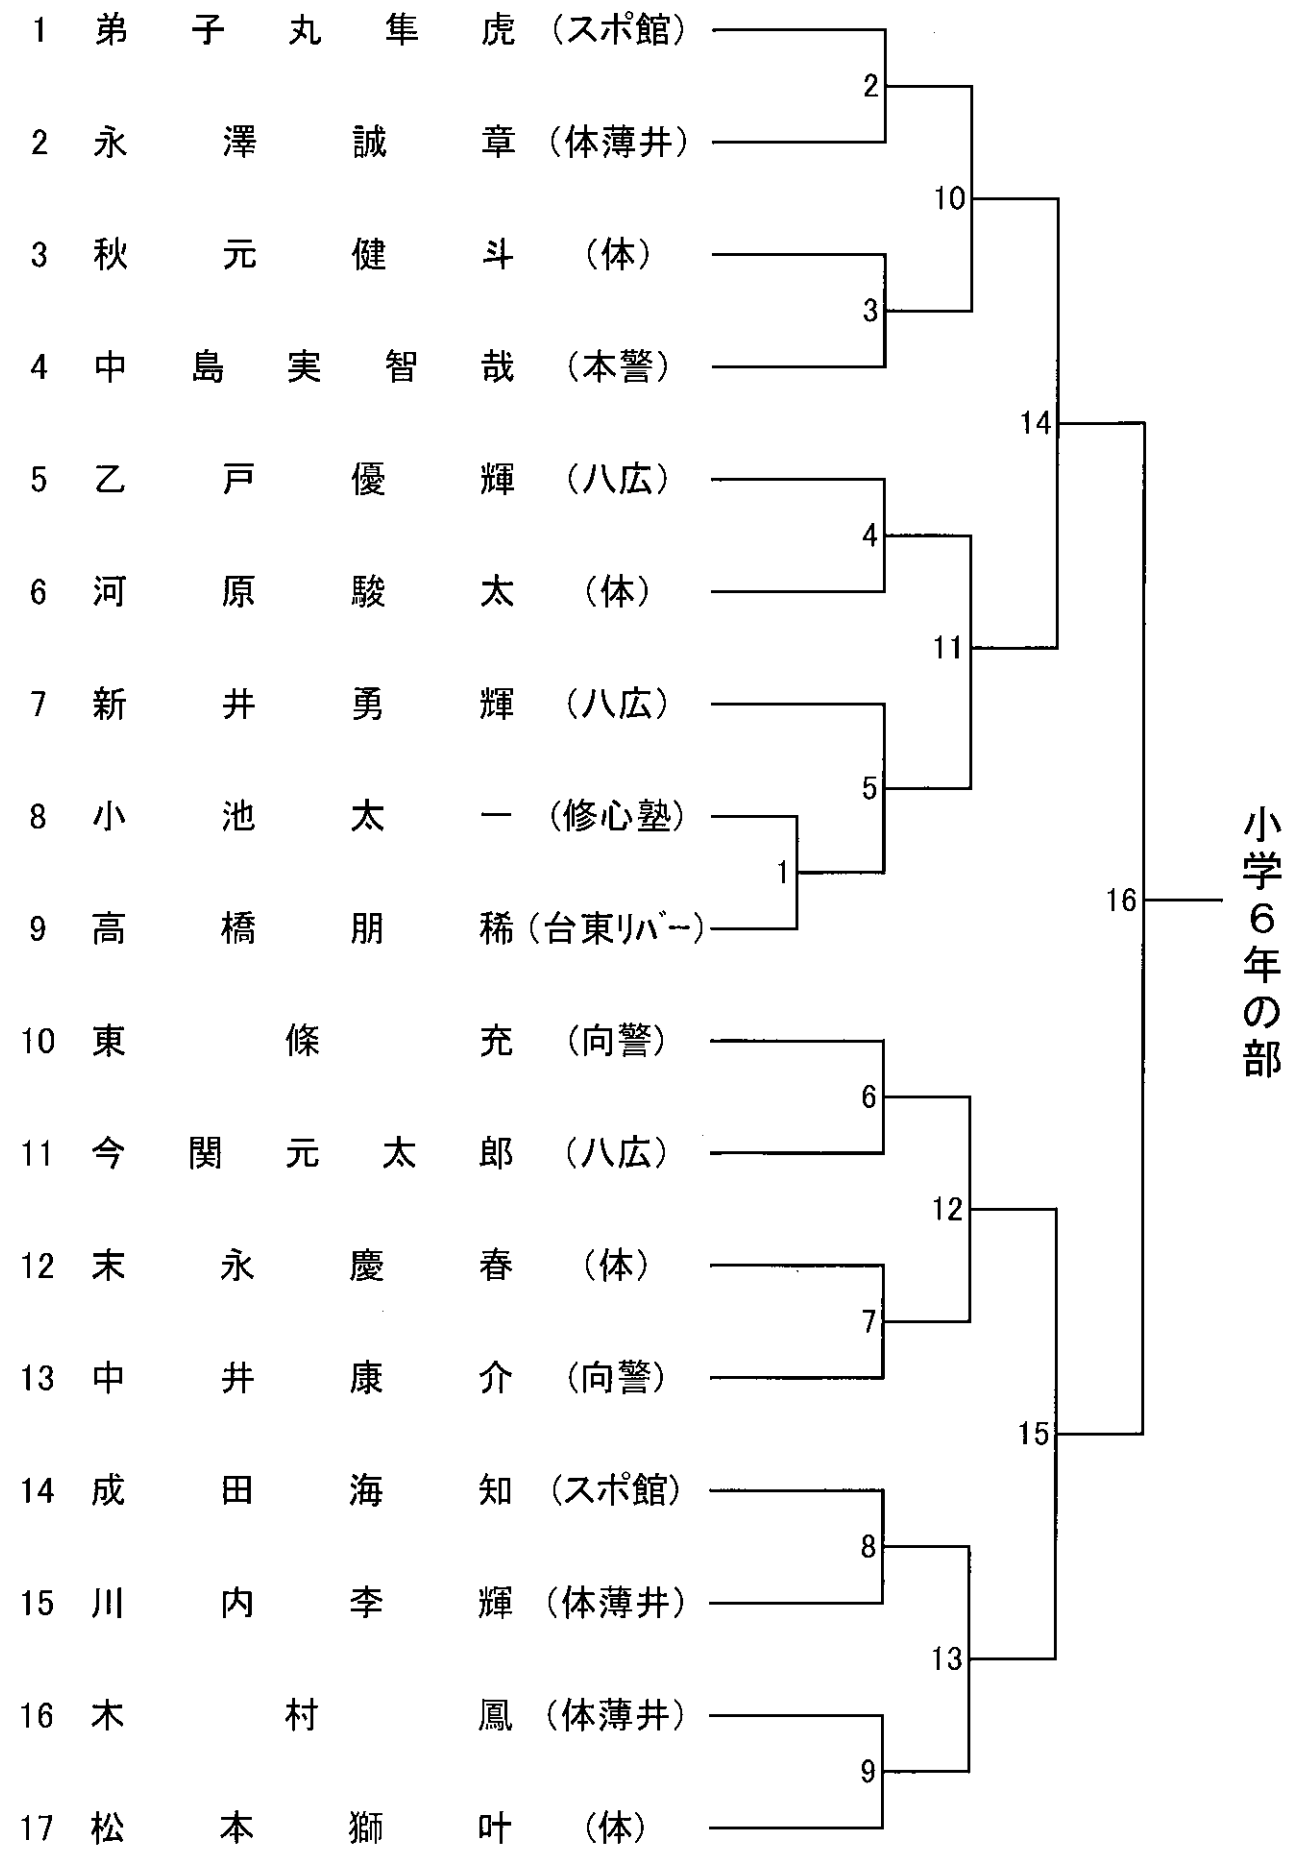 1 弟子丸隼虎 (スポ館)
2 永澤誠章 (体薄井)
3 秋元健斗 (体)
4 中島実智哉 (本警)
5 乙戸優輝 (八広)
6 河原駿太 (体)
7 新井勇輝 (八広)
8 小池太一 (修心塾)
9 高橋朋稀 (台東ﾘﾊﾞｰ)
10 東條充 (向警)
11 今関元太郎 (八広)
12 末永慶春 (体)
13 中井康介 (向警)
14 成田海知 (スポ館)
15 川内李輝 (体薄井)
16 木村鳳 (体薄井)
17 松本獅叶 (体)
1
2
3
4
5
6
7
8
9
10
11
12
13
14
15
16
小学6年の部